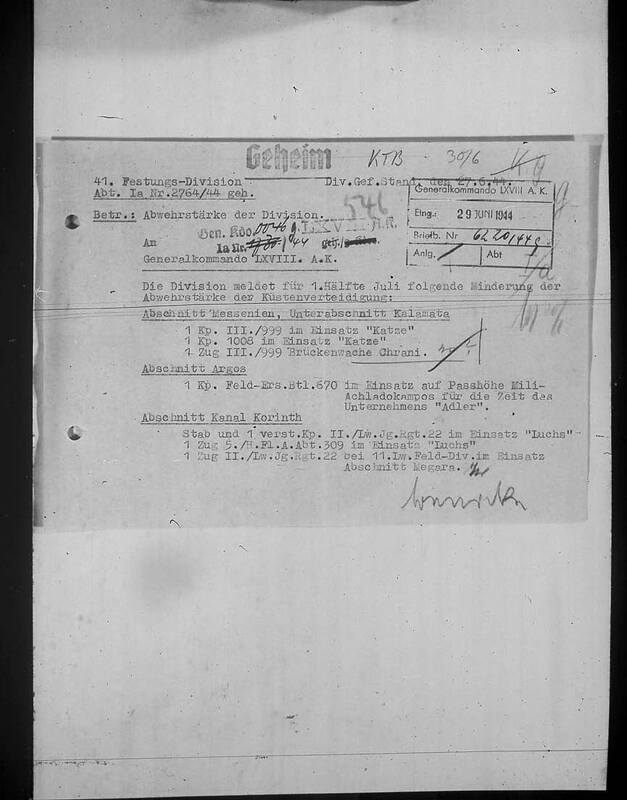 Geheim KTB 30/6
41. Festungs-Division Div.Gef.Stand, den 27.6.44.
Abt. Ia Nr.2764/44 geh.
Generalkommando LXVIII A. K.
Eing.: 29 JUNI 1944
Briefb. Nr 6220/44 g.
Anlg. Abt
Betr.: Abwehrstärke der Division. 546
Gen. Kdo. LXVIII A.K.
An Ia Nr.
Generalkommando LXVIII. A.K.
Die Division meldet für 1.Hälfte Juli folgende Minderung der
Abwehrstärke der Küstenverteidigung:
Abschnitt Messenien, Unterabschnitt Kalamata
1 Kp. III./999 im Einsatz "Katze"
1 Kp. 1008 im Einsatz "Katze"
1 Zug III./999 Brückenwache Chrani.
Abschnitt Argos
1 Kp. Feld-Ers.Btl.670 im Einsatz auf Passhöhe Mili-
Achladokampos für die Zeit des
Unternehmens "Adler".
Abschnitt Kanal Korinth
Stab und 1 verst.Kp. II./Lw.Jg.Rgt.22 im Einsatz "Luchs"
1 Zug 5./H.Fl.A.Abt.309 im Einsatz "Luchs"
1 Zug II./Lw.Jg.Rgt.22 bei 11.Lw.Feld-Div.im Einsatz
Abschnitt Megara.